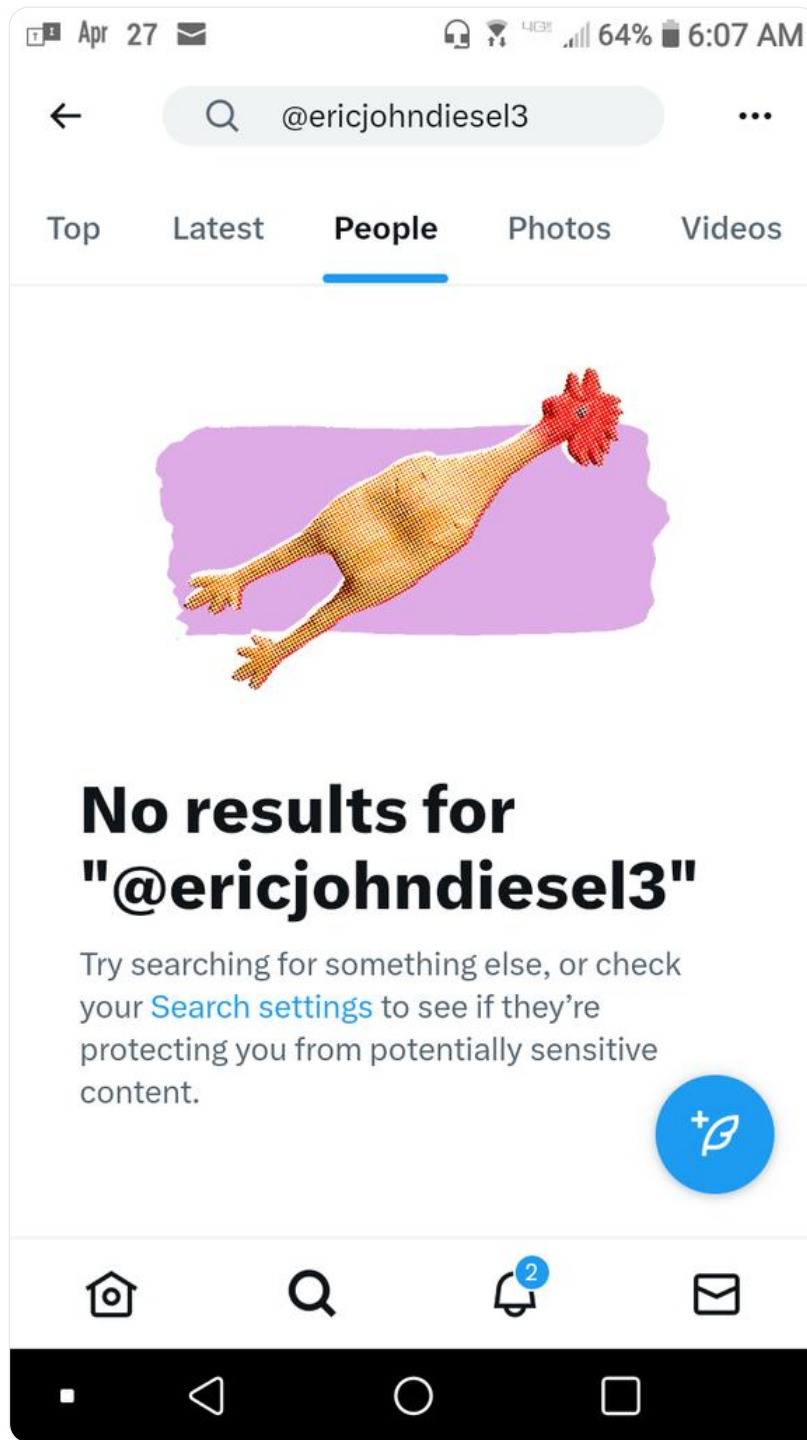 Apr 27 4G 64% 6:07 AM
@ericjohndiesel3
Top Latest People Photos Videos
No results for
"@ericjohndiesel3"
Try searching for something else, or check
your Search settings to see if they’re
protecting you from potentially sensitive
content.
2